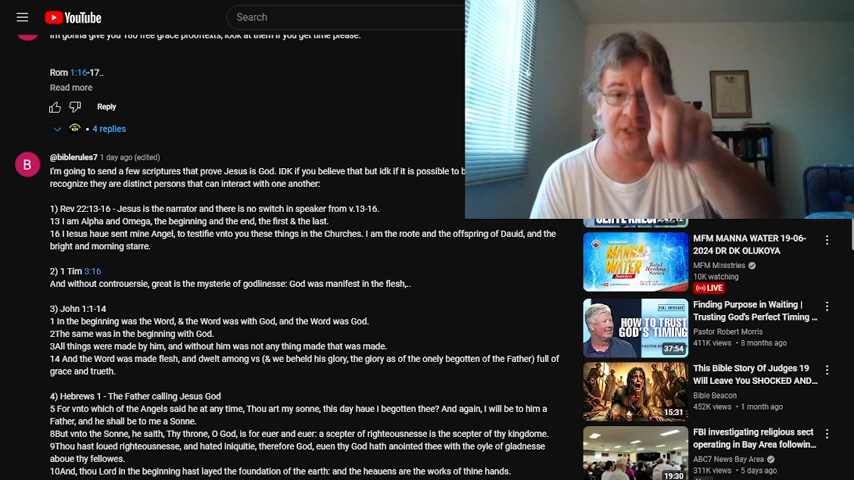 YouTube
Search
Im gonna give you 180 free grace prooftexts, look at them if you get time please.
Rom 1:16-17..
Read more
Reply
4 replies
B
@biblerules7 1 day ago (edited)
I'm going to send a few scriptures that prove Jesus is God. IDK if you believe that but idk if it is possible to b
recognize they are distinct persons that can interact with one another:
1) Rev 22:13-16 - Jesus is the narrator and there is no switch in speaker from v.13-16.
13 I am Alpha and Omega, the beginning and the end, the first & the last.
16 I Iesus haue sent mine Angel, to testifie vnto you these things in the Churches. I am the roote and the offspring of Dauid, and the
bright and morning starre.
2) 1 Tim 3:16
And without controuersie, great is the mysterie of godlinesse: God was manifest in the flesh,..
3) John 1:1-14
1 In the beginning was the Word, & the Word was with God, and the Word was God.
2The same was in the beginning with God.
3All things were made by him, and without him was not any thing made that was made.
14 And the Word was made flesh, and dwelt among vs (& we beheld his glory, the glory as of the onely begotten of the Father) full of
grace and trueth.
4) Hebrews 1 - The Father calling Jesus God
5 For vnto which of the Angels said he at any time, Thou art my sonne, this day haue I begotten thee? And again, I will be to him a
Father, and he shall be to me a Sonne.
8But vnto the Sonne, he saith, Thy throne, O God, is for euer and euer: a scepter of righteousnesse is the scepter of thy kingdome.
9Thou hast loued righteousnesse, and hated iniquitie, therefore God, euen thy God hath anointed thee with the oyle of gladnesse
aboue thy fellowes.
10And, thou Lord in the beginning hast layed the foundation of the earth: and the heauens are the works of thine hands.
MANNA
WATER
MFM MANNA WATER 19-06-
2024 DR DK OLUKOYA
MFM Ministries
10K watching
LIVE
HOW TO TRUST
GOD'S TIMING
37:54
Finding Purpose in Waiting |
Trusting God's Perfect Timing ...
Pastor Robert Morris
411K views • 8 months ago
15:31
This Bible Story Of Judges 19
Will Leave You SHOCKED AND...
Bible Beacon
452K views • 1 month ago
19:30
FBI investigating religious sect
operating in Bay Area followin...
ABC7 News Bay Area
311K views • 5 days ago